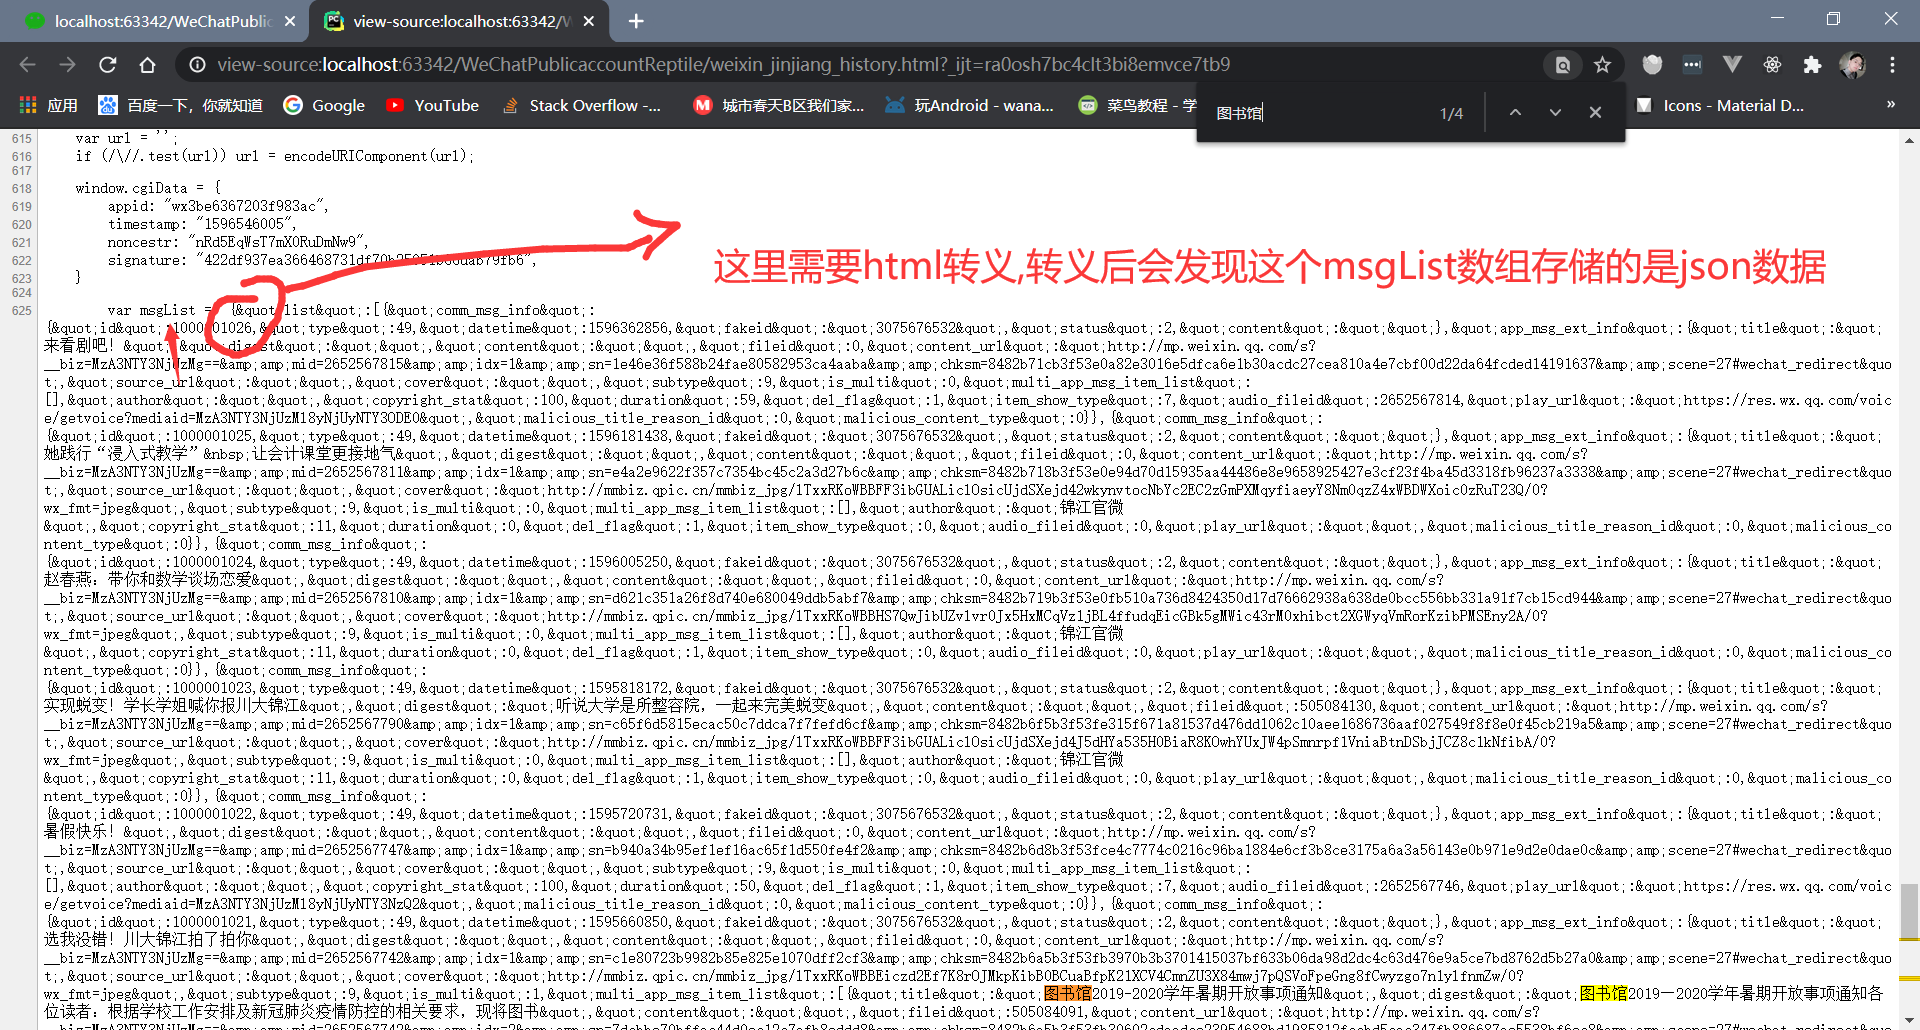 localhost:63342/WeChatPublic
view-source:localhost:63342/W
view-source:localhost:63342/WeChatPublicaccountReptile/weixin_jinjiang_history.html?_ijt=ra0osh7bc4clt3bi8emvce7tb9
应用 百度一下，你就知道 Google YouTube Stack Overflow -... 城市春天B区我们家... 玩Android - wana... 菜鸟教程 - 学 Icons - Material D... »
图书馆 1/4
615 var url = '';
616 if (/\//.test(url)) url = encodeURIComponent(url);
617
618 window.cgiData = {
619 appid: "wx3be6367203f983ac",
620 timestamp: "1596546005",
621 noncestr: "nRd5EqWsT7mXORuDmNw9",
622 signature:
623 }
624
这里需要html转义,转义后会发现这个msgList数组存储的是json数据
625 var msgList = '{&quot;list&quot;:[{&quot;comm_msg_info&quot;:
{&quot;id&quot;:1000001026,&quot;type&quot;:49,&quot;datetime&quot;:1596362856,&quot;fakeid&quot;:&quot;3075676532&quot;,&quot;status&quot;:2,&quot;content&quot;:&quot;&quot;},&quot;app_msg_ext_info&quot;:{&quot;title&quot;:&quot;
来看剧吧！&quot;,&quot;digest&quot;:&quot;&quot;,&quot;content&quot;:&quot;&quot;,&quot;fileid&quot;:0,&quot;content_url&quot;:&quot;http://mp.weixin.qq.com/s?
__biz=MzA3NTY3NjUzMg==&amp;amp;mid=2652567815&amp;amp;idx=1&amp;amp;sn=1e46e36f588b24fae80582953ca4aaba&amp;amp;chksm=8482b71cb3f53e0a82e3016e5dfca6e1b30acdc27cea810a4e7cbf00d22da64fcded14191637&amp;amp;scene=27#wechat_redirect&quo
t;,&quot;source_url&quot;:&quot;&quot;,&quot;cover&quot;:&quot;&quot;,&quot;subtype&quot;:9,&quot;is_multi&quot;:0,&quot;multi_app_msg_item_list&quot;:
[],&quot;author&quot;:&quot;&quot;,&quot;copyright_stat&quot;:100,&quot;duration&quot;:59,&quot;del_flag&quot;:1,&quot;item_show_type&quot;:7,&quot;audio_fileid&quot;:2652567814,&quot;play_url&quot;:&quot;https://res.wx.qq.com/voic
e/getvoice?mediaid=MzA3NTY3NjUzM18yNjUyNTY3ODE0&quot;,&quot;malicious_title_reason_id&quot;:0,&quot;malicious_content_type&quot;:0}},{&quot;comm_msg_info&quot;:
{&quot;id&quot;:1000001025,&quot;type&quot;:49,&quot;datetime&quot;:1596181438,&quot;fakeid&quot;:&quot;3075676532&quot;,&quot;status&quot;:2,&quot;content&quot;:&quot;&quot;},&quot;app_msg_ext_info&quot;:{&quot;title&quot;:&quot;
她践行“浸入式教学”&nbsp;让会计课堂更接地气&quot;,&quot;digest&quot;:&quot;&quot;,&quot;content&quot;:&quot;&quot;,&quot;fileid&quot;:0,&quot;content_url&quot;:&quot;http://mp.weixin.qq.com/s?
__biz=MzA3NTY3NjUzMg==&amp;amp;mid=2652567811&amp;amp;idx=1&amp;amp;sn=e4a2e9622f357c7354bc45c2a3d27b6c&amp;amp;chksm=8482b718b3f53e0e94d70d15935aa44486e8e9658925427e3cf23f4ba45d3318fb96237a3338&amp;amp;scene=27#wechat_redirect&quo
t;,&quot;source_url&quot;:&quot;&quot;,&quot;cover&quot;:&quot;http://mmbiz.qpic.cn/mmbiz_jpg/
wx_fmt=jpeg&quot;,&quot;subtype&quot;:9,&quot;is_multi&quot;:0,&quot;multi_app_msg_item_list&quot;:[],&quot;author&quot;:&quot;锦江官微
&quot;,&quot;copyright_stat&quot;:11,&quot;duration&quot;:0,&quot;del_flag&quot;:1,&quot;item_show_type&quot;:0,&quot;audio_fileid&quot;:0,&quot;play_url&quot;:&quot;&quot;,&quot;malicious_title_reason_id&quot;:0,&quot;malicious_co
ntent_type&quot;:0}},{&quot;comm_msg_info&quot;:
{&quot;id&quot;:1000001024,&quot;type&quot;:49,&quot;datetime&quot;:1596005250,&quot;fakeid&quot;:&quot;3075676532&quot;,&quot;status&quot;:2,&quot;content&quot;:&quot;&quot;},&quot;app_msg_ext_info&quot;:{&quot;title&quot;:&quot;
赵春燕：带你和数学谈场恋爱&quot;,&quot;digest&quot;:&quot;&quot;,&quot;content&quot;:&quot;&quot;,&quot;fileid&quot;:0,&quot;content_url&quot;:&quot;http://mp.weixin.qq.com/s?
__biz=MzA3NTY3NjUzMg==&amp;amp;mid=2652567810&amp;amp;idx=1&amp;amp;sn=d621c351a26f8d740e680049ddb5abf7&amp;amp;chksm=8482b719b3f53e0fb510a736d8424350d17d76662938a638de0bcc556bb331a91f7cb15cd944&amp;amp;scene=27#wechat_redirect&quo
t;,&quot;source_url&quot;:&quot;&quot;,&quot;cover&quot;:&quot;http://mmbiz.qpic.cn/mmbiz_jpg/
wx_fmt=jpeg&quot;,&quot;subtype&quot;:9,&quot;is_multi&quot;:0,&quot;multi_app_msg_item_list&quot;:[],&quot;author&quot;:&quot;锦江官微
&quot;,&quot;copyright_stat&quot;:11,&quot;duration&quot;:0,&quot;del_flag&quot;:1,&quot;item_show_type&quot;:0,&quot;audio_fileid&quot;:0,&quot;play_url&quot;:&quot;&quot;,&quot;malicious_title_reason_id&quot;:0,&quot;malicious_co
ntent_type&quot;:0}},{&quot;comm_msg_info&quot;:
{&quot;id&quot;:1000001023,&quot;type&quot;:49,&quot;datetime&quot;:1595818172,&quot;fakeid&quot;:&quot;3075676532&quot;,&quot;status&quot;:2,&quot;content&quot;:&quot;&quot;},&quot;app_msg_ext_info&quot;:{&quot;title&quot;:&quot;
实现蜕变！学长学姐喊你报川大锦江&quot;,&quot;digest&quot;:&quot;听说大学是所整容院，一起来完美蜕变&quot;,&quot;content&quot;:&quot;&quot;,&quot;fileid&quot;:505084130,&quot;content_url&quot;:&quot;http://mp.weixin.qq.com/s?
__biz=MzA3NTY3NjUzMg==&amp;amp;mid=2652567790&amp;amp;idx=1&amp;amp;sn=c65f6d5815ecac50c7ddca7f7fefd6cf&amp;amp;chksm=8482b6f5b3f53fe315f671a81537d476dd1062c10aee1686736aaf027549f8f8e0f45cb219a5&amp;amp;scene=27#wechat_redirect&quo
t;,&quot;source_url&quot;:&quot;&quot;,&quot;cover&quot;:&quot;http://mmbiz.qpic.cn/mmbiz_jpg/
wx_fmt=jpeg&quot;,&quot;subtype&quot;:9,&quot;is_multi&quot;:0,&quot;multi_app_msg_item_list&quot;:[],&quot;author&quot;:&quot;锦江官微
&quot;,&quot;copyright_stat&quot;:11,&quot;duration&quot;:0,&quot;del_flag&quot;:1,&quot;item_show_type&quot;:0,&quot;audio_fileid&quot;:0,&quot;play_url&quot;:&quot;&quot;,&quot;malicious_title_reason_id&quot;:0,&quot;malicious_co
ntent_type&quot;:0}},{&quot;comm_msg_info&quot;:
{&quot;id&quot;:1000001022,&quot;type&quot;:49,&quot;datetime&quot;:1595720731,&quot;fakeid&quot;:&quot;3075676532&quot;,&quot;status&quot;:2,&quot;content&quot;:&quot;&quot;},&quot;app_msg_ext_info&quot;:{&quot;title&quot;:&quot;
暑假快乐！&quot;,&quot;digest&quot;:&quot;&quot;,&quot;content&quot;:&quot;&quot;,&quot;fileid&quot;:0,&quot;content_url&quot;:&quot;http://mp.weixin.qq.com/s?
__biz=MzA3NTY3NjUzMg==&amp;amp;mid=2652567747&amp;amp;idx=1&amp;amp;sn=b940a34b95ef1ef16ac65f1d550fe4f2&amp;amp;chksm=8482b6d8b3f53fce4c7774c0216c96ba1884e6cf3b8ce3175a6a3a56143e0b971e9d2e0dae0c&amp;amp;scene=27#wechat_redirect&quo
t;,&quot;source_url&quot;:&quot;&quot;,&quot;cover&quot;:&quot;&quot;,&quot;subtype&quot;:9,&quot;is_multi&quot;:0,&quot;multi_app_msg_item_list&quot;:
[],&quot;author&quot;:&quot;&quot;,&quot;copyright_stat&quot;:100,&quot;duration&quot;:50,&quot;del_flag&quot;:1,&quot;item_show_type&quot;:7,&quot;audio_fileid&quot;:2652567746,&quot;play_url&quot;:&quot;https://res.wx.qq.com/voic
e/getvoice?mediaid=MzA3NTY3NjUzM18yNjUyNTY3NzQ2&quot;,&quot;malicious_title_reason_id&quot;:0,&quot;malicious_content_type&quot;:0}},{&quot;comm_msg_info&quot;:
{&quot;id&quot;:1000001021,&quot;type&quot;:49,&quot;datetime&quot;:1595660850,&quot;fakeid&quot;:&quot;3075676532&quot;,&quot;status&quot;:2,&quot;content&quot;:&quot;&quot;},&quot;app_msg_ext_info&quot;:{&quot;title&quot;:&quot;
选我没错！川大锦江拍了拍你&quot;,&quot;digest&quot;:&quot;&quot;,&quot;content&quot;:&quot;&quot;,&quot;fileid&quot;:0,&quot;content_url&quot;:&quot;http://mp.weixin.qq.com/s?
__biz=MzA3NTY3NjUzMg==&amp;amp;mid=2652567742&amp;amp;idx=1&amp;amp;sn=c1e80723b9982b85e825e1070dff2cf3&amp;amp;chksm=8482b6a5b3f53fb3970b3b3701415037bf633b06da98d2dc4c63d476e9a5ce7bd8762d5b27a0&amp;amp;scene=27#wechat_redirect&quo
t;,&quot;source_url&quot;:&quot;&quot;,&quot;cover&quot;:&quot;http://mmbiz.qpic.cn/mmbiz_jpg/
wx_fmt=jpeg&quot;,&quot;subtype&quot;:9,&quot;is_multi&quot;:1,&quot;multi_app_msg_item_list&quot;:[{&quot;title&quot;:&quot;图书馆2019-2020学年暑期开放事项通知&quot;,&quot;digest&quot;:&quot;图书馆2019—2020学年暑期开放事项通知各
位读者：根据学校工作安排及新冠肺炎疫情防控的相关要求，现将图书&quot;,&quot;content&quot;:&quot;&quot;,&quot;fileid&quot;:505084091,&quot;content_url&quot;:&quot;http://mp.weixin.qq.com/s?